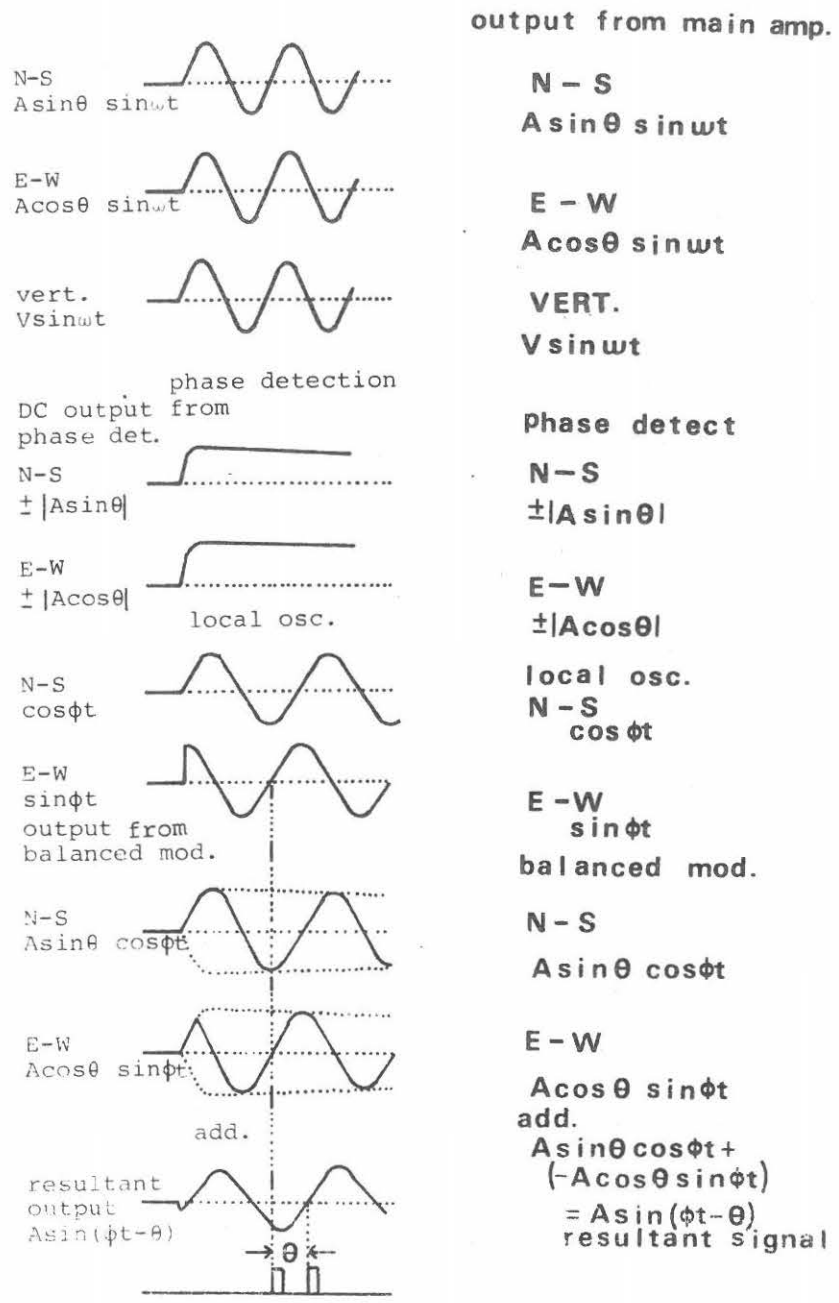 output from main amp.
N-S
Asinθ sinωt
E-W
Acosθ sinωt
vert.
Vsinωt
phase detection
DC output from
phase det.
N-S
±|Asinθ|
E-W
±|Acosθ|
local osc.
N-S
cosφt
E-W
sinφt
output from
balanced mod.
N-S
Asinθ cosφt
E-W
Acosθ sinφt
add.
resultant
output
Asin(φt-θ)
θ
N-S
Asinθ sinωt
E-W
Acosθ sinωt
VERT.
Vsinωt
Phase detect
N-S
±|Asinθ|
E-W
±|Acosθ|
local osc.
N-S
cosφt
E-W
sinφt
balanced mod.
N-S
Asinθ cosφt
E-W
Acosθ sinφt
add.
Asinθcosφt+
(-Acosθsinφt)
=Asin(φt-θ)
resultant signal